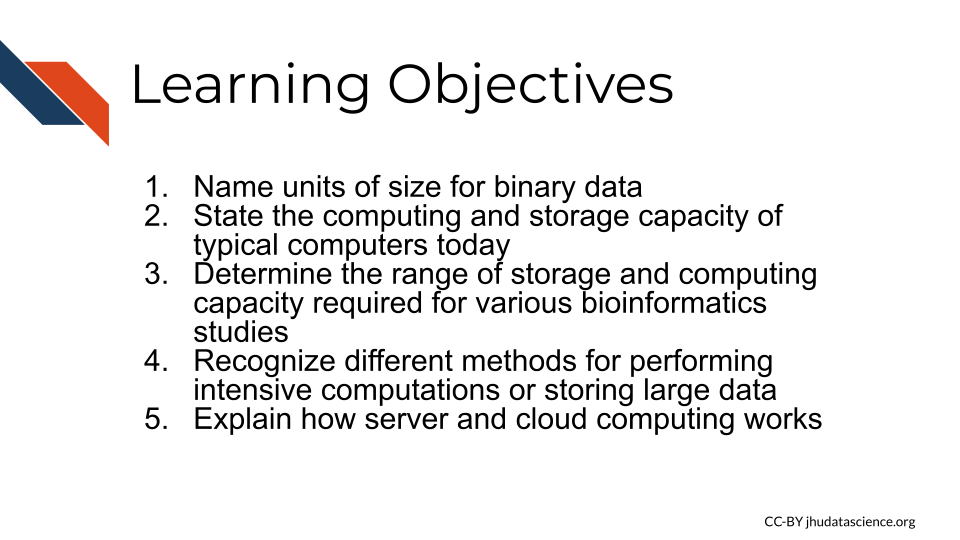 Learning Objectives
1. Name units of size for binary data
2. State the computing and storage capacity of
typical computers today
3. Determine the range of storage and computing
capacity required for various bioinformatics
studies
4. Recognize different methods for performing
intensive computations or storing large data
5. Explain how server and cloud computing works
CC-BY jhudatascience.org